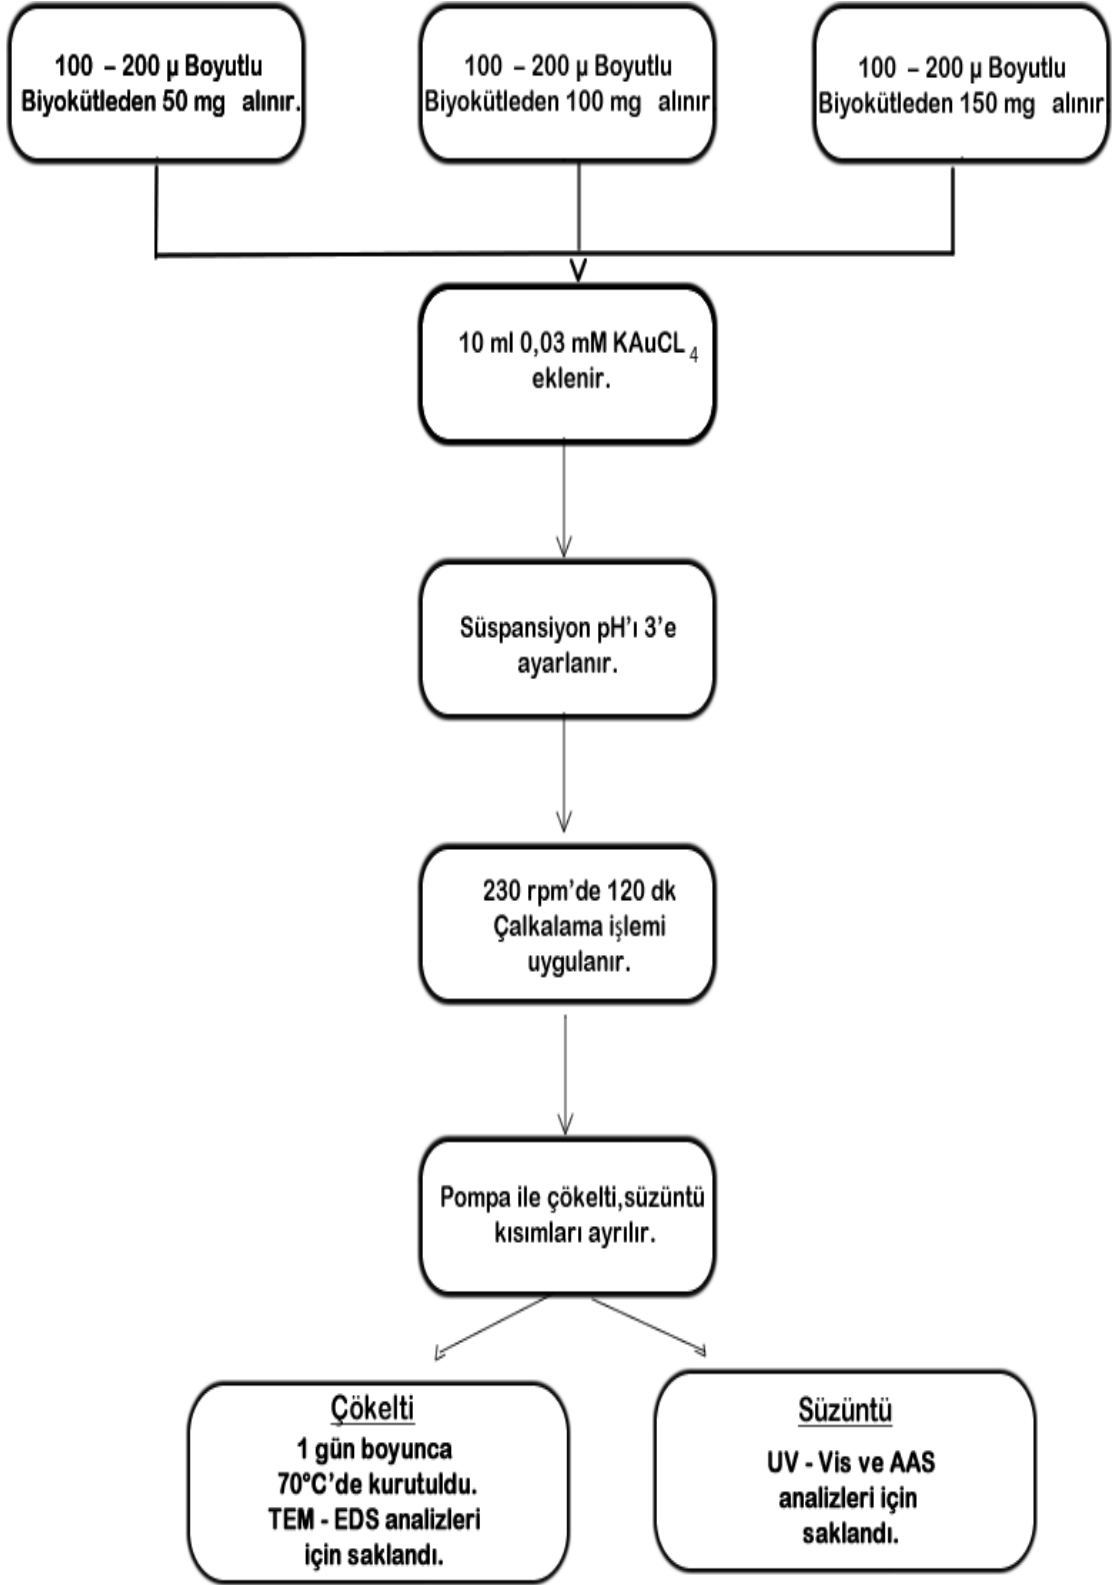 100 – 200 µ Boyutlu
Biyokütleden 50 mg alınır.
100 – 200 µ Boyutlu
Biyokütleden 100 mg alınır
100 – 200 µ Boyutlu
Biyokütleden 150 mg alınır
10 ml 0,03 mM KAuCL₄
eklenir.
Süspansiyon pH’ı 3’e
ayarlanır.
230 rpm’de 120 dk
Çalkalama işlemi
uygulanır.
Pompa ile çökelti,süzüntü
kısımları ayrılır.
Çökelti
1 gün boyunca
70°C’de kurutuldu.
TEM - EDS analizleri
için saklandı.
Süzüntü
UV - Vis ve AAS
analizleri için
saklandı.